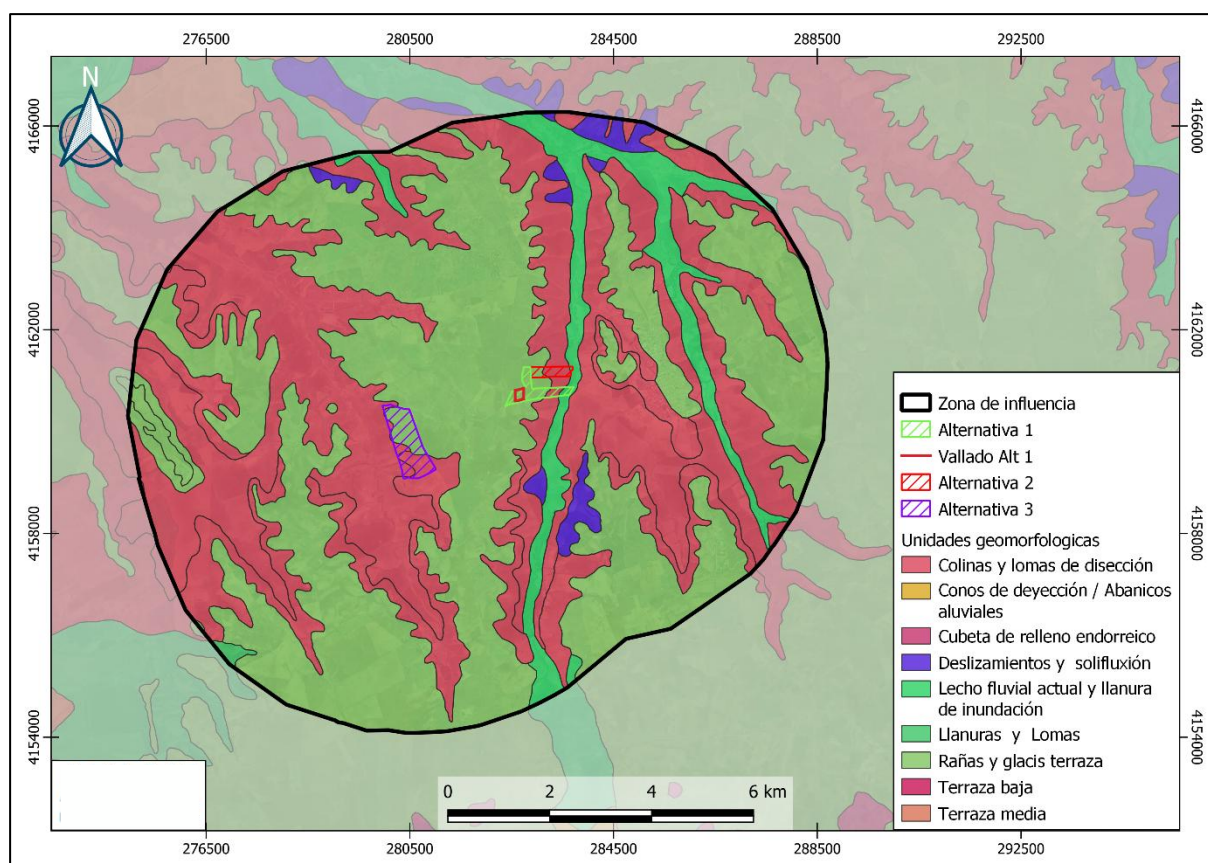 276500 280500 284500 288500 292500
N
4166000 4166000
4162000 4162000
Zona de influencia
Alternativa 1
Vallado Alt 1
Alternativa 2
Alternativa 3
4158000 4158000
Unidades geomorfologicas
Colinas y lomas de disección
Conos de deyección / Abanicos
aluviales
Cubeta de relleno endorreico
Deslizamientos y solifluxión
Lecho fluvial actual y llanura
de inundación
Llanuras y Lomas
Rañas y glacis terraza
Terraza baja
Terraza media
4154000 4154000
0 2 4 6 km
276500 280500 284500 288500 292500